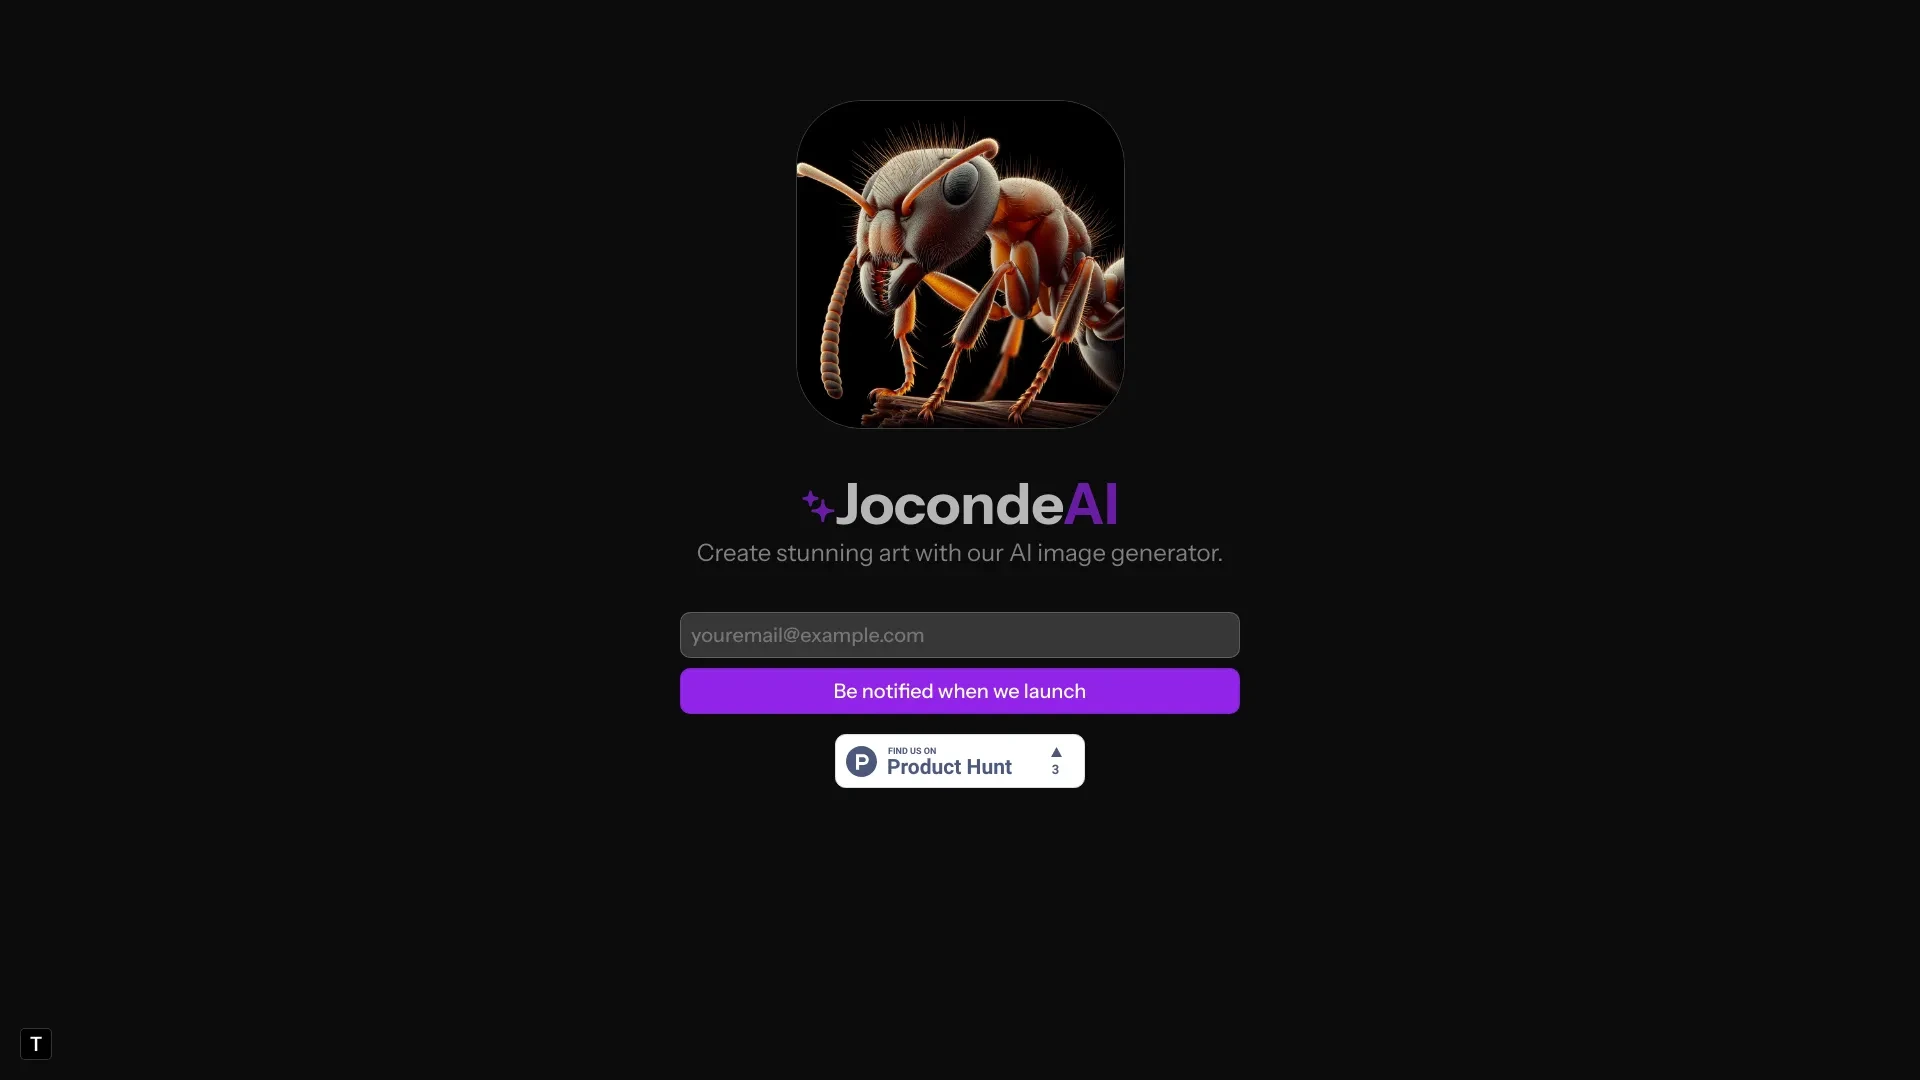 JocondeAI
Create stunning art with our AI image generator.
youremail@example.com
Be notified when we launch
P
FIND US ON
Product Hunt
▲
3
T